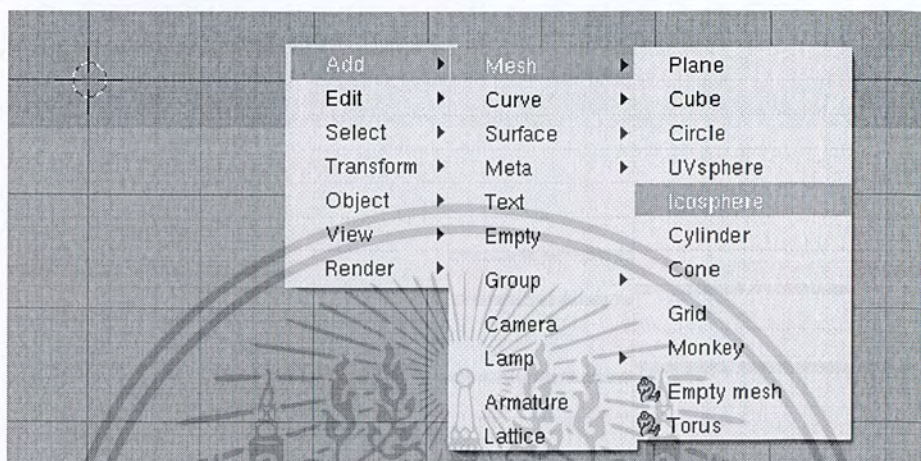 Add
Edit
Select
Transform
Object
View
Render
Mesh
Curve
Surface
Meta
Text
Empty
Group
Camera
Lamp
Armature
Lattice
Plane
Cube
Circle
UVsphere
Icosphere
Cylinder
Cone
Grid
Monkey
Empty mesh
Torus